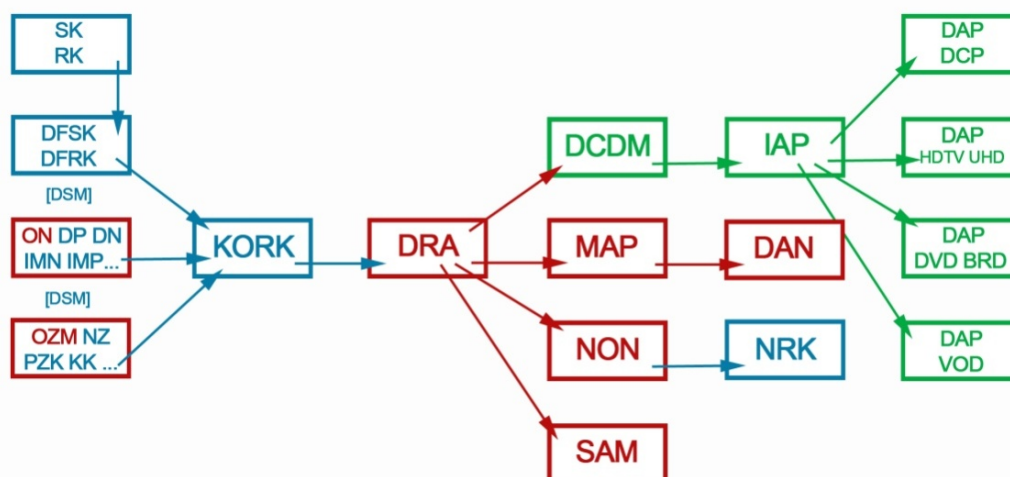 SK
RK
DFSK
DFRK
[DSM]
ON DP DN
IMN IMP...
[DSM]
OZM NZ
PZK KK ...
KORK
DRA
DCDM
MAP
NON
SAM
IAP
DAN
NRK
DAP
DCP
DAP
HDTV UHD
DAP
DVD BRD
DAP
VOD